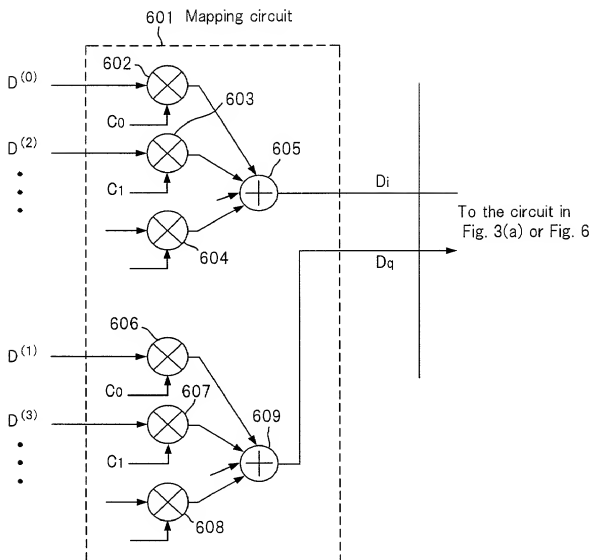 601 Mapping circuit
602
D(0)
603
C0
D(2)
605
C1
Di
To the circuit in
Fig. 3(a) or Fig. 6
604
Dq
606
D(1)
C0
607
D(3)
609
C1
608